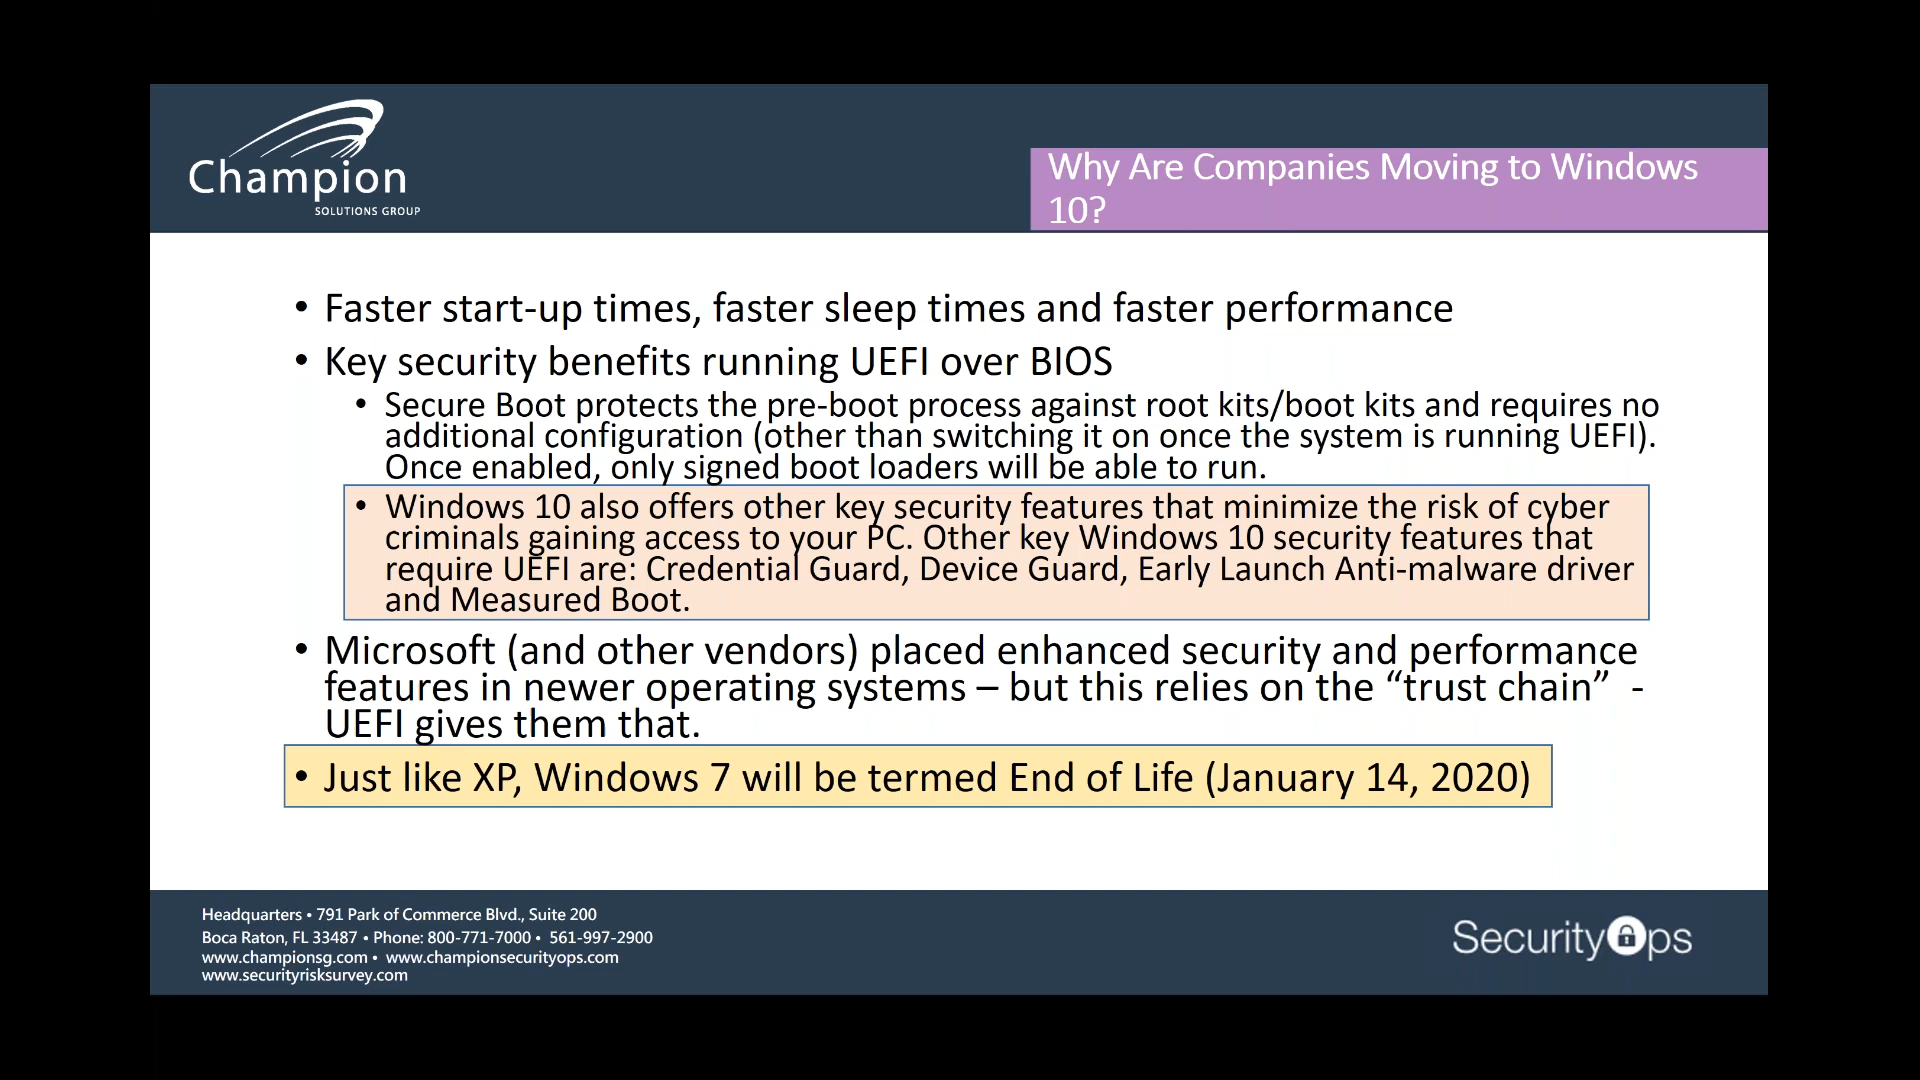 Champion
SOLUTIONS GROUP
Why Are Companies Moving to Windows
10?
• Faster start-up times, faster sleep times and faster performance
• Key security benefits running UEFI over BIOS
• Secure Boot protects the pre-boot process against root kits/boot kits and requires no
additional configuration (other than switching it on once the system is running UEFI).
Once enabled, only signed boot loaders will be able to run.
• Windows 10 also offers other key security features that minimize the risk of cyber
criminals gaining access to your PC. Other key Windows 10 security features that
require UEFI are: Credential Guard, Device Guard, Early Launch Anti-malware driver
and Measured Boot.
• Microsoft (and other vendors) placed enhanced security and performance
features in newer operating systems – but this relies on the “trust chain” -
UEFI gives them that.
• Just like XP, Windows 7 will be termed End of Life (January 14, 2020)
Headquarters • 791 Park of Commerce Blvd., Suite 200
Boca Raton, FL 33487 • Phone: 800-771-7000 • 561-997-2900
www.championsg.com • www.championsecurityops.com
www.securityrisksurvey.com
SecurityOps